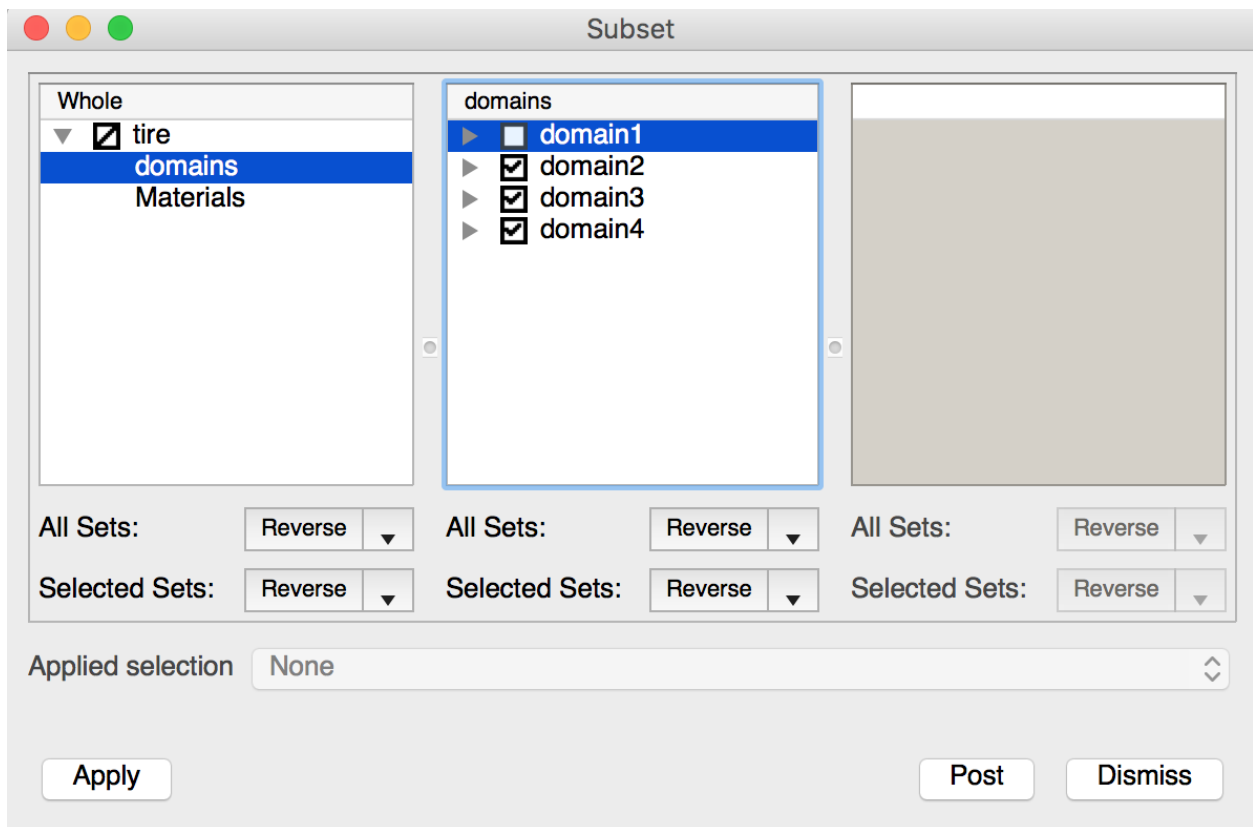 Subset
Whole
tire
domains
Materials
domains
domain1
domain2
domain3
domain4
All Sets: Reverse
Selected Sets: Reverse
All Sets: Reverse
Selected Sets: Reverse
All Sets: Reverse
Selected Sets: Reverse
Applied selection None
Apply Post Dismiss